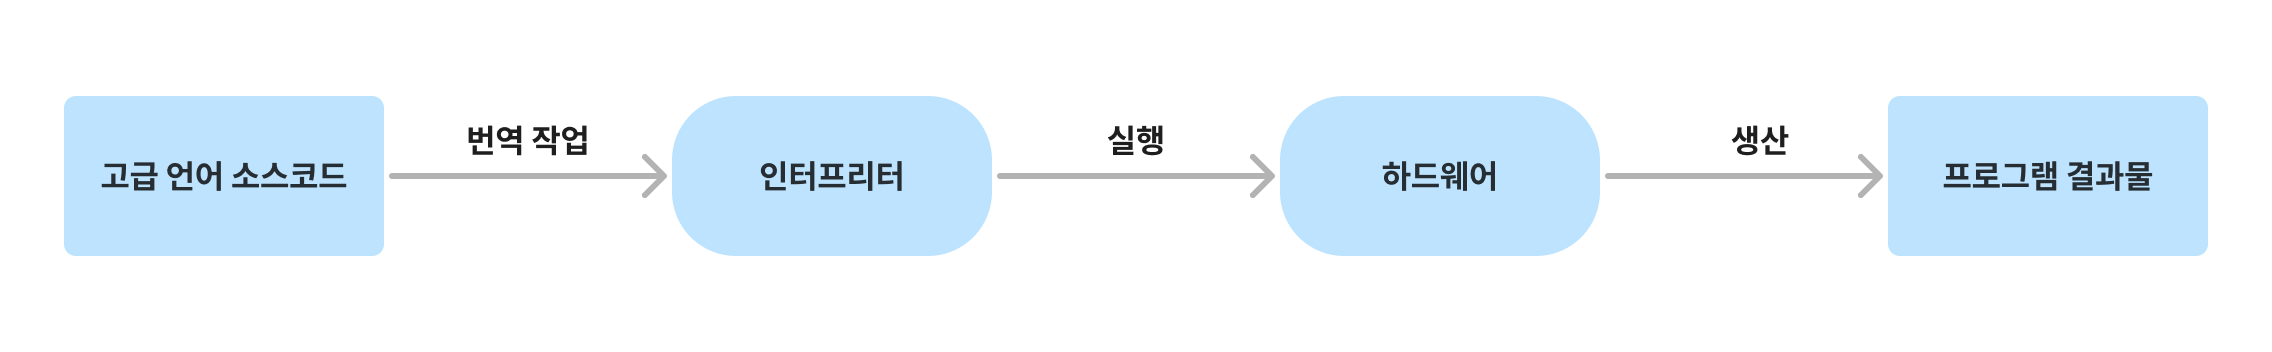 고급 언어 소스코드
번역 작업
인터프리터
실행
하드웨어
생산
프로그램 결과물